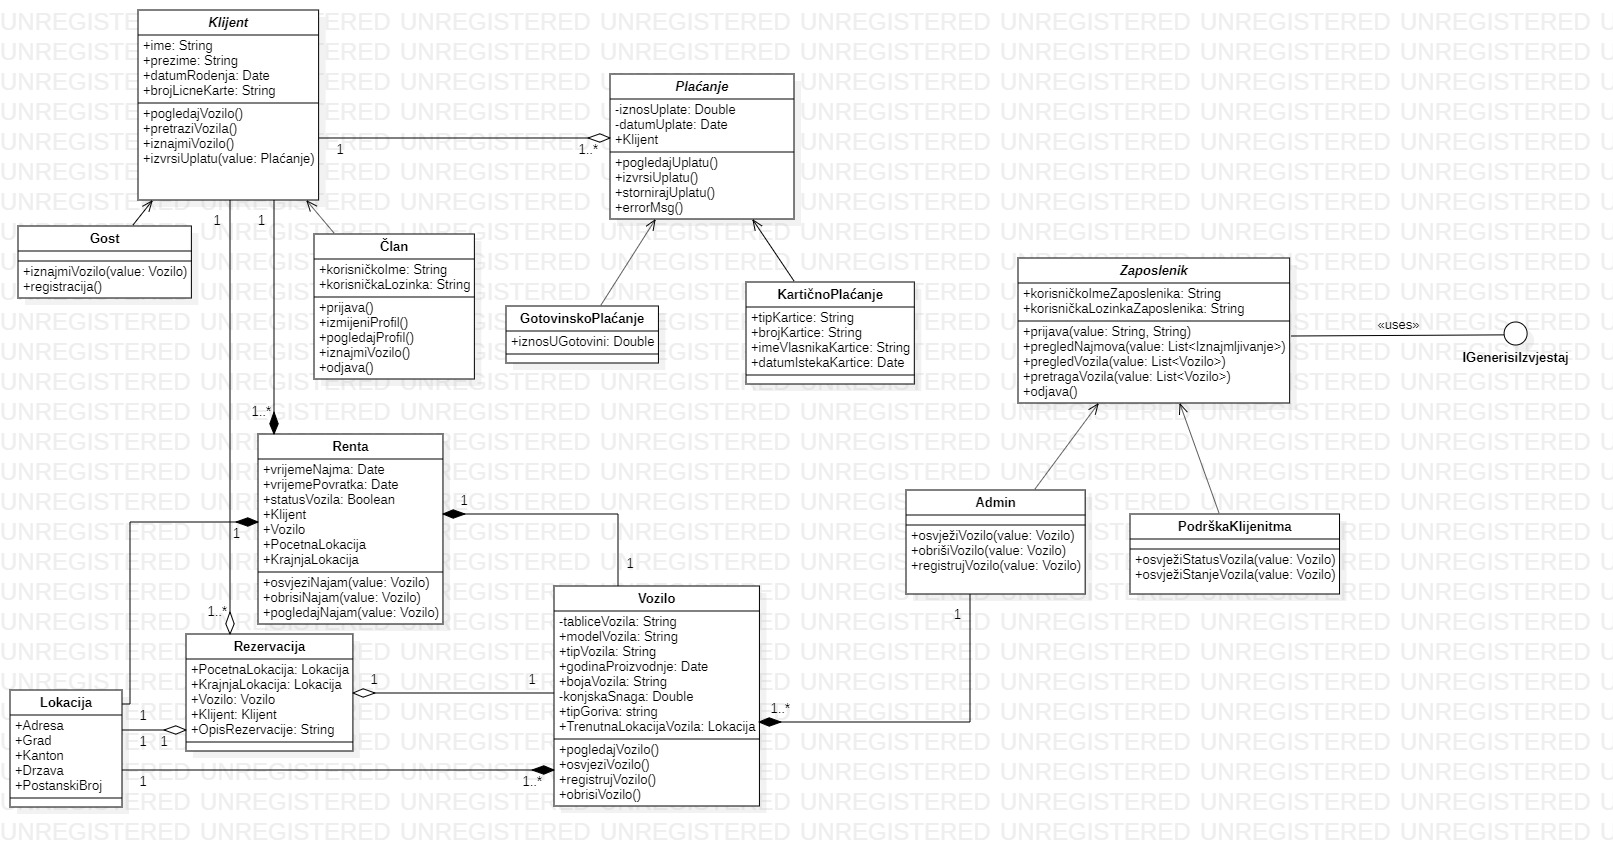 Klijent
+ime: String
+prezime: String
+datumRodenja: Date
+brojLicneKarte: String
+pogledajVozilo()
+pretraziVozila()
+iznajmiVozilo()
+izvrsiUplatu(value: Plaćanje)
1
1..*
Plaćanje
-iznosUplate: Double
-datumUplate: Date
+Klijent
+pogledajUplatu()
+izvrsiUplatu()
+stornirajUplatu()
+errorMsg()
1
1
Gost
+iznajmiVozilo(value: Vozilo)
+registracija()
Član
+korisničkoIme: String
+korisničkaLozinka: String
+prijava()
+izmijeniProfil()
+pogledajProfil()
+iznajmiVozilo()
+odjava()
GotovinskoPlaćanje
+iznosUGotovini: Double
KartičnoPlaćanje
+tipKartice: String
+brojKartice: String
+imeVlasnikaKartice: String
+datumIstekaKartice: Date
Zaposlenik
+korisničkoImeZaposlenika: String
+korisničkaLozinkaZaposlenika: String
+prijava(value: String, String)
+pregledNajmova(value: List<Iznajmljivanje>)
+pregledVozila(value: List<Vozilo>)
+pretragaVozila(value: List<Vozilo>)
+odjava()
«uses»
IGenerisiIzvjestaj
1..*
Renta
+vrijemeNajma: Date
+vrijemePovratka: Date
+statusVozila: Boolean
+Klijent
+Vozilo
+PocetnaLokacija
+KrajnjaLokacija
+osvjeziNajam(value: Vozilo)
+obrisiNajam(value: Vozilo)
+pogledajNajam(value: Vozilo)
1
1
1
1..*
Admin
+osvježiVozilo(value: Vozilo)
+obrišiVozilo(value: Vozilo)
+registrujVozilo(value: Vozilo)
PodrškaKlijenitma
+osvježiStatusVozila(value: Vozilo)
+osvježiStanjeVozila(value: Vozilo)
1
1..*
Rezervacija
+PocetnaLokacija: Lokacija
+KrajnjaLokacija: Lokacija
+Vozilo: Vozilo
+Klijent: Klijent
+OpisRezervacije: String
1
1
Vozilo
-tabliceVozila: String
+modelVozila: String
+tipVozila: String
+godinaProizvodnje: Date
+bojaVozila: String
-konjskaSnaga: Double
+tipGoriva: string
+TrenutnaLokacijaVozila: Lokacija
+pogledajVozilo()
+osvjeziVozilo()
+registrujVozilo()
+obrisiVozilo()
Lokacija
+Adresa
+Grad
+Kanton
+Drzava
+PostanskiBroj
1
1
1
1
1..*
UNREGISTERED